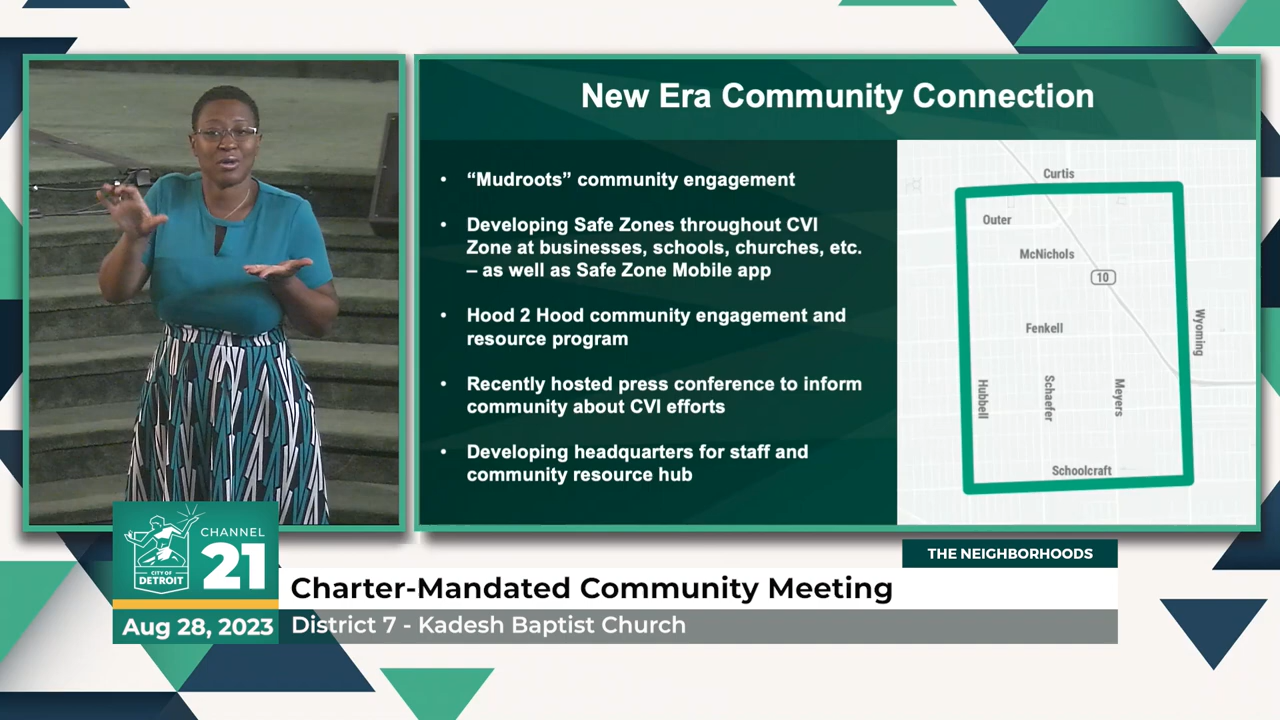 New Era Community Connection
• “Mudroots” community engagement
• Developing Safe Zones throughout CVI
Zone at businesses, schools, churches, etc.
– as well as Safe Zone Mobile app
• Hood 2 Hood community engagement and
resource program
• Recently hosted press conference to inform
community about CVI efforts
• Developing headquarters for staff and
community resource hub
Curtis
Outer
McNichols
10
Fenkell
Wyoming
Hubbell
Schaefer
Meyers
Schoolcraft
THE NEIGHBORHOODS
CHANNEL
21
CITY OF
DETROIT
Charter-Mandated Community Meeting
Aug 28, 2023
District 7 - Kadesh Baptist Church